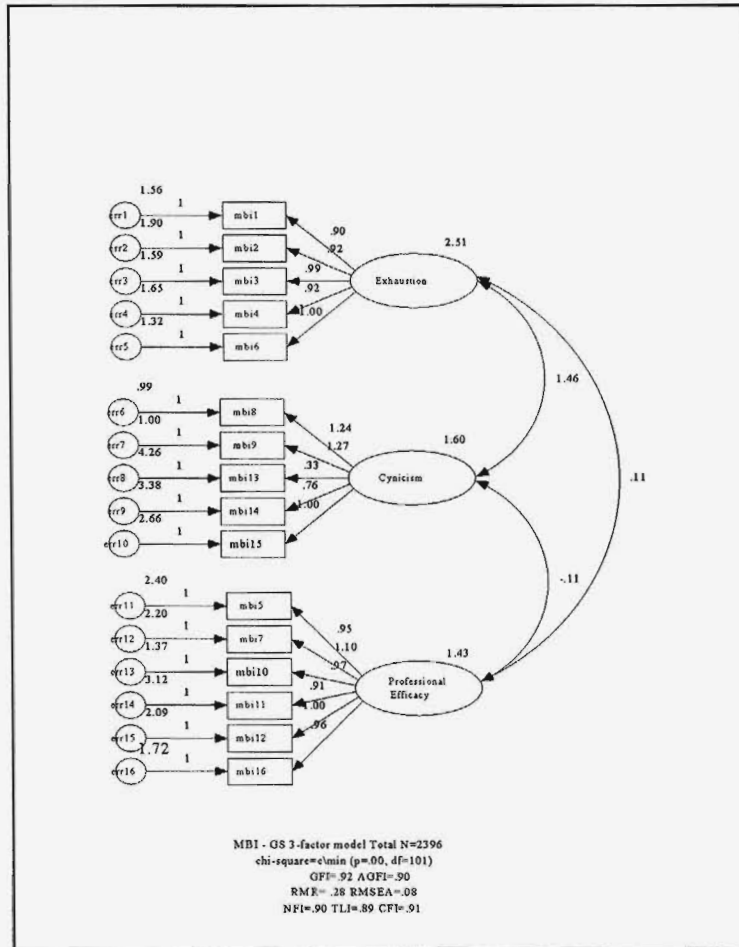 1.56
err1 1 mbi1 .90
1.90
err2 1 mbi2 .92 2.51
1.59
err3 1 mbi3 .99 Exhaustion
1.65
err4 1 mbi4 .92
1.32
err5 1 mbi6 1.00
1.46
.99
err6 1 mbi8 1.24
1.00
err7 1 mbi9 1.27 1.60
4.26
err8 1 mbi13 .33 Cynicism .11
3.38
err9 1 mbi14 .76
2.66
err10 1 mbi15 1.00
-.11
2.40
err11 1 mbi5 .95
2.20
err12 1 mbi7 1.10 1.43
1.37
err13 1 mbi10 .97 Professional
Efficacy
3.12
err14 1 mbi11 .91
2.09
err15 1 mbi12 1.00
1.72
err16 1 mbi16 .96
MBI - GS 3-factor model Total N=2396
chi-square=c\min (p=.00, df=101)
GFI=.92 AGFI=.90
RMR= .28 RMSEA=.08
NFI=.90 TLI=.89 CFI=.91